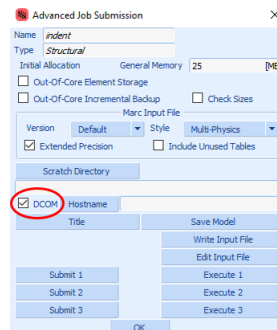 Advanced Job Submission
Name indent
Type Structural
Initial Allocation General Memory 25 [MB
Out-Of-Core Element Storage
Out-Of-Core Incremental Backup Check Sizes
Marc Input File
Version Default Style Multi-Physics
Extended Precision Include Unused Tables
Scratch Directory
DCOM Hostname
Title Save Model
Write Input File
Edit Input File
Submit 1 Execute 1
Submit 2 Execute 2
Submit 3 Execute 3
OK